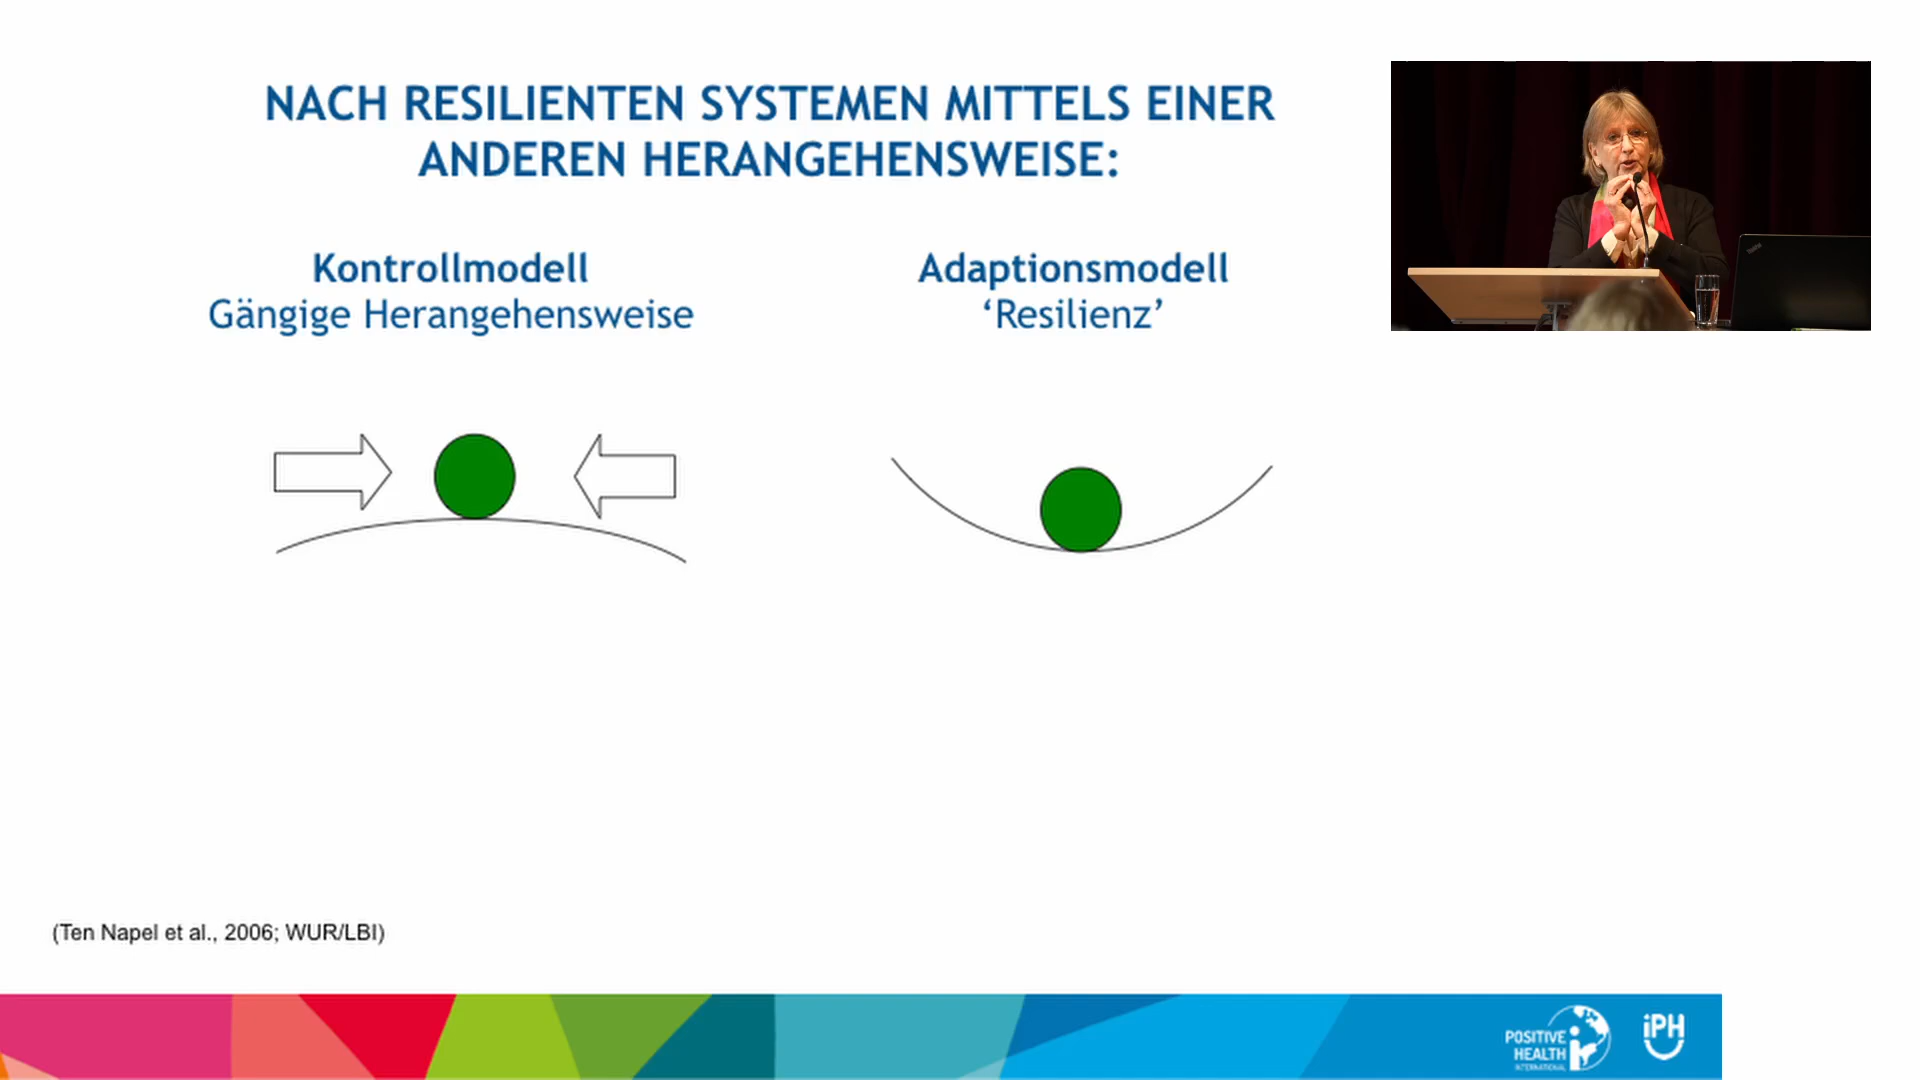 NACH RESILIENTEN SYSTEMEN MITTELS EINER
ANDEREN HERANGEHENSWEISE:
Kontrollmodell
Gängige Herangehensweise
Adaptionsmodell
‘Resilienz’
(Ten Napel et al., 2006; WUR/LBI)
POSITIVE
HEALTH
INTERNATIONAL
iPH